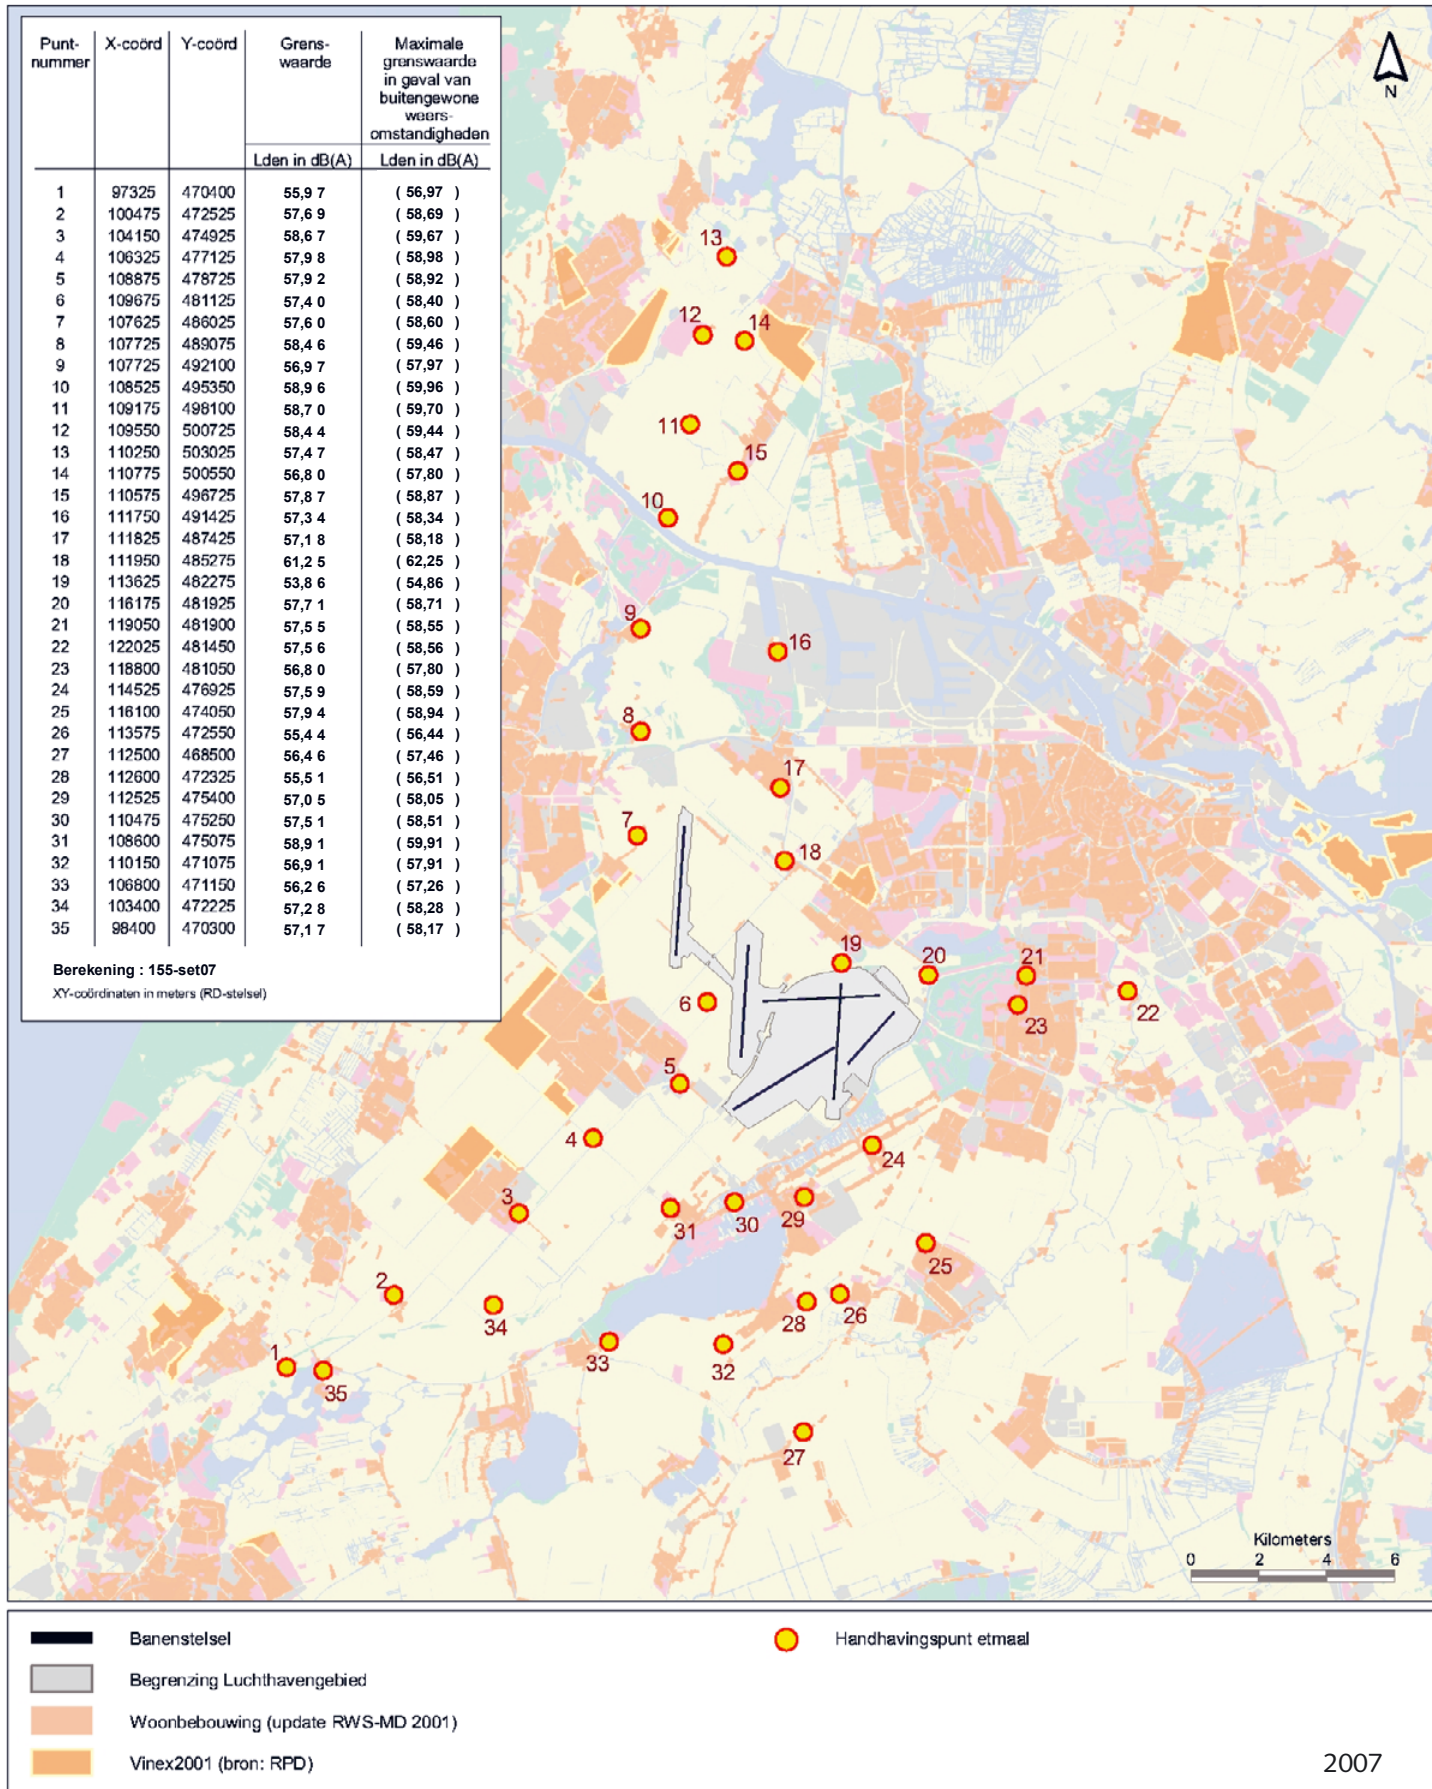 Punt- X-coörd Y-coörd Grens- Maximale
nummer waarde grenswaarde
in geval van
buitengewone
weers-
omstandigheden
Lden in dB(A) Lden in dB(A)
1 97325 470400 55,9 7 ( 56,97 )
2 100475 472525 57,6 9 ( 58,69 )
3 104150 474925 58,6 7 ( 59,67 )
4 106325 477125 57,9 8 ( 58,98 )
5 108875 478725 57,9 2 ( 58,92 )
6 109675 481125 57,4 0 ( 58,40 )
7 107625 486025 57,6 0 ( 58,60 )
8 107725 489075 58,4 6 ( 59,46 )
9 107725 492100 56,9 7 ( 57,97 )
10 108525 495350 58,9 6 ( 59,96 )
11 109175 498100 58,7 0 ( 59,70 )
12 109550 500725 58,4 4 ( 59,44 )
13 110250 503025 57,4 7 ( 58,47 )
14 110775 500550 56,8 0 ( 57,80 )
15 110575 496725 57,8 7 ( 58,87 )
16 111750 491425 57,3 4 ( 58,34 )
17 111825 487425 57,1 8 ( 58,18 )
18 111950 485275 61,2 5 ( 62,25 )
19 113625 482275 53,8 6 ( 54,86 )
20 116175 481925 57,7 1 ( 58,71 )
21 119050 481900 57,5 5 ( 58,55 )
22 122025 481450 57,5 6 ( 58,56 )
23 118800 481050 56,8 0 ( 57,80 )
24 114525 476925 57,5 9 ( 58,59 )
25 116100 474050 57,9 4 ( 58,94 )
26 113575 472550 55,4 4 ( 56,44 )
27 112500 468500 56,4 6 ( 57,46 )
28 112600 472325 55,5 1 ( 56,51 )
29 112525 475400 57,0 5 ( 58,05 )
30 110475 475250 57,5 1 ( 58,51 )
31 108600 475075 58,9 1 ( 59,91 )
32 110150 471075 56,9 1 ( 57,91 )
33 106800 471150 56,2 6 ( 57,26 )
34 103400 472225 57,2 8 ( 58,28 )
35 98400 470300 57,1 7 ( 58,17 )
Berekening : 155-set07
XY-coördinaten in meters (RD-stelsel)
N
13
12
14
11
15
10
9
16
8
17
7
18
19
20
21
6
22
23
5
4
24
3
31
30
29
25
2
34
28
26
33
32
1
35
27
Kilometers
0 2 4 6
Banenstelsel
Handhavingspunt etmaal
Begrenzing Luchthavengebied
Woonbebouwing (update RWS-MD 2001)
Vinex2001 (bron: RPD)
2007